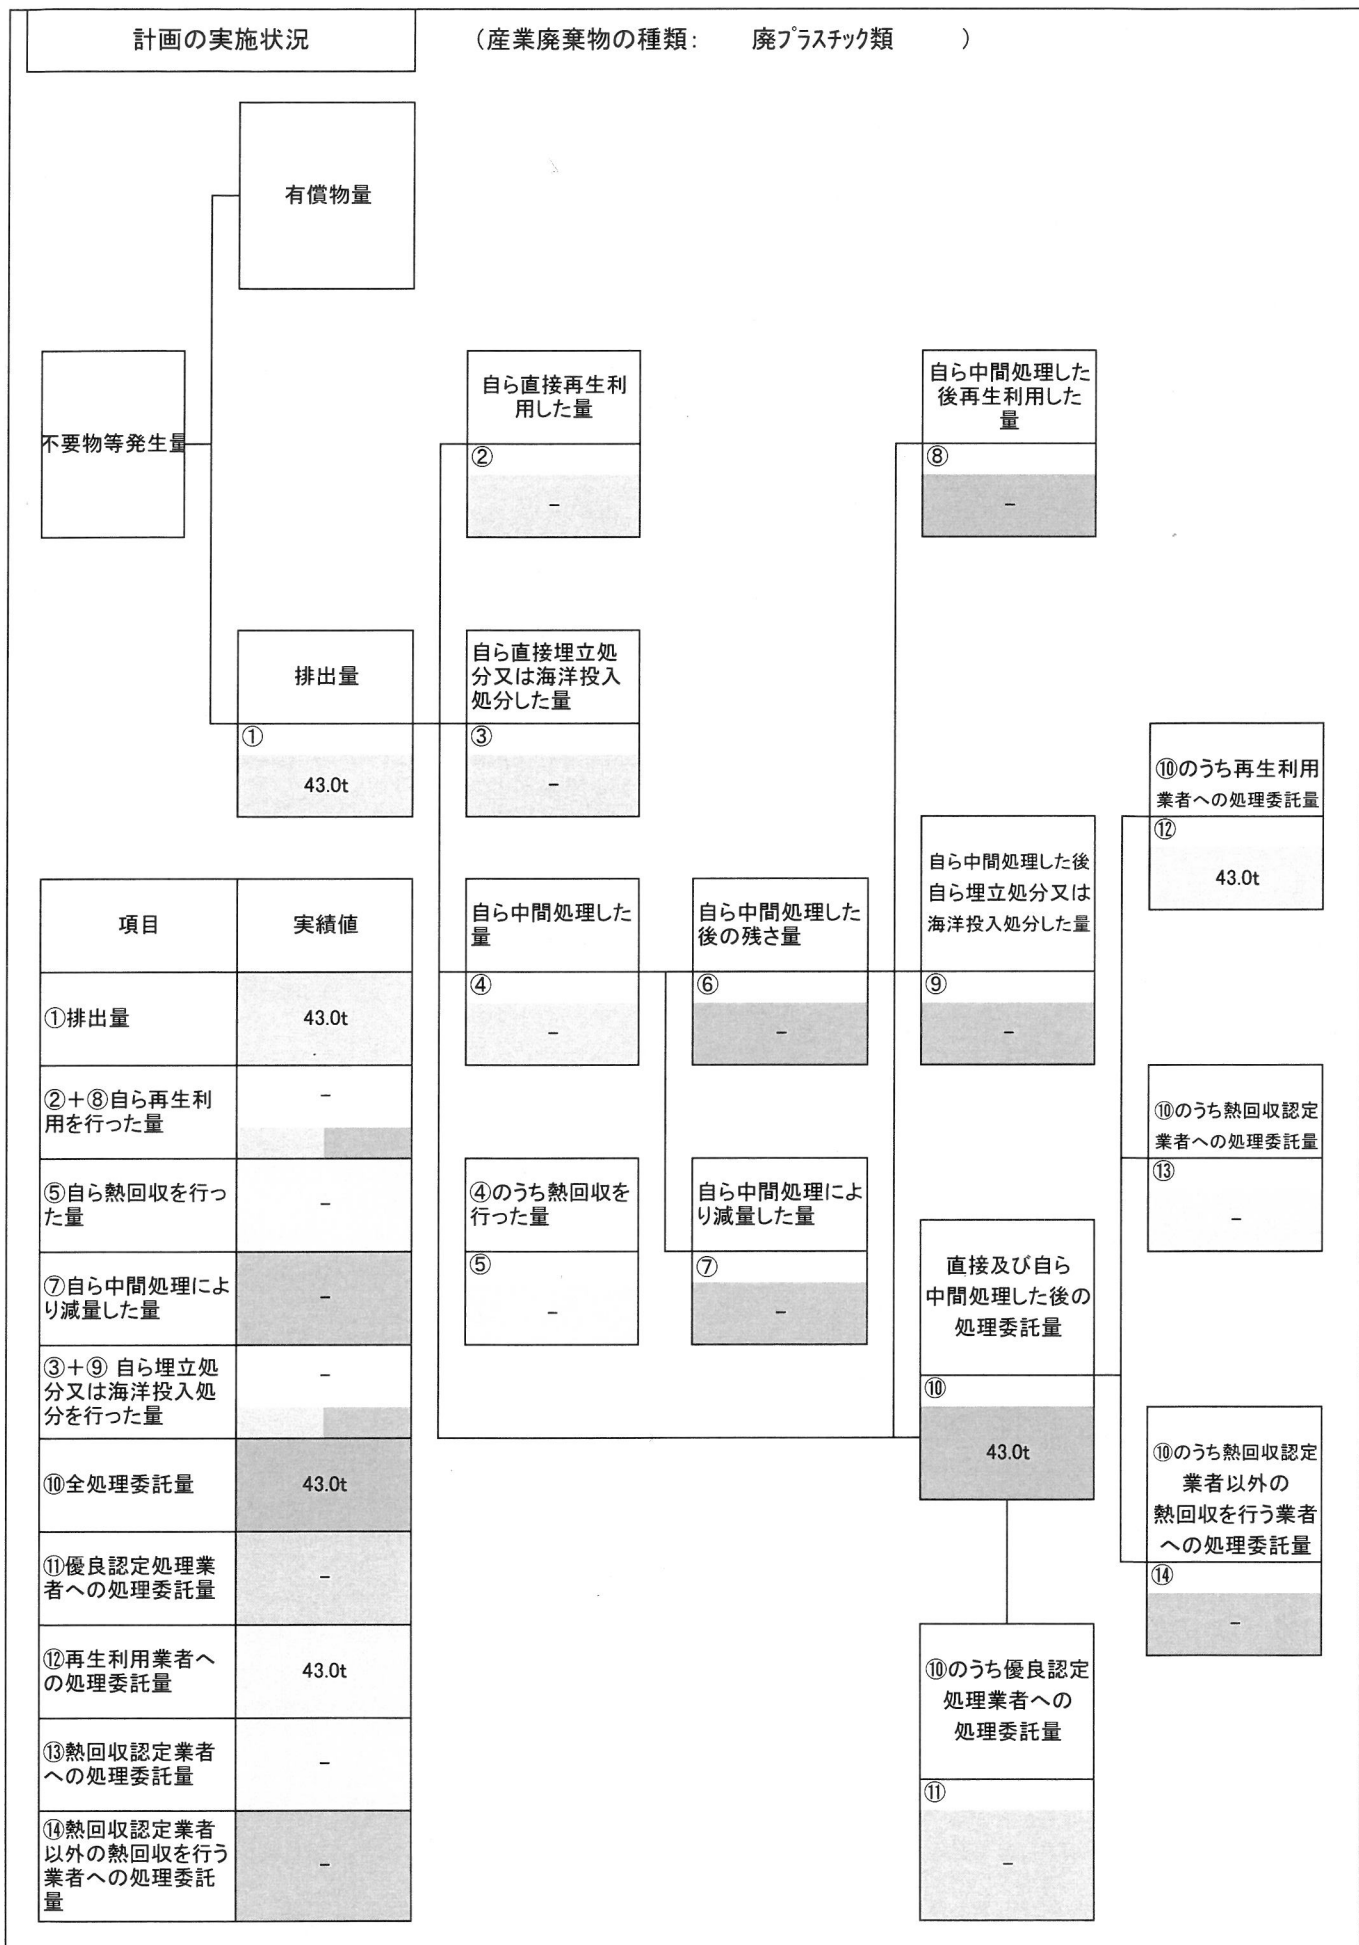 計画の実施状況
（産業廃棄物の種類： 廃プラスチック類 ）
有償物量
不要物等発生量
自ら直接再生利
用した量
②
－
自ら中間処理した
後再生利用した
量
⑧
－
排出量
①
43.0t
自ら直接埋立処
分又は海洋投入
処分した量
③
－
⑩のうち再生利用
業者への処理委託量
⑫
43.0t
自ら中間処理した
量
④
－
自ら中間処理した
後の残さ量
⑥
－
自ら中間処理した後
自ら埋立処分又は
海洋投入処分した量
⑨
－
⑩のうち熱回収認定
業者への処理委託量
⑬
－
④のうち熱回収を
行った量
⑤
－
自ら中間処理によ
り減量した量
⑦
－
直接及び自ら
中間処理した後の
処理委託量
⑩
43.0t
⑩のうち熱回収認定
業者以外の
熱回収を行う業者
への処理委託量
⑭
－
⑩のうち優良認定
処理業者への
処理委託量
⑪
－
項目 実績値
①排出量 43.0t
②＋⑧自ら再生利
用を行った量
－
⑤自ら熱回収を行っ
た量
－
⑦自ら中間処理によ
り減量した量
－
③＋⑨ 自ら埋立処
分又は海洋投入処
分を行った量
－
⑩全処理委託量 43.0t
⑪優良認定処理業
者への処理委託量
－
⑫再生利用業者へ
の処理委託量
43.0t
⑬熱回収認定業者
への処理委託量
－
⑭熱回収認定業者
以外の熱回収を行う
業者への処理委託
量
－